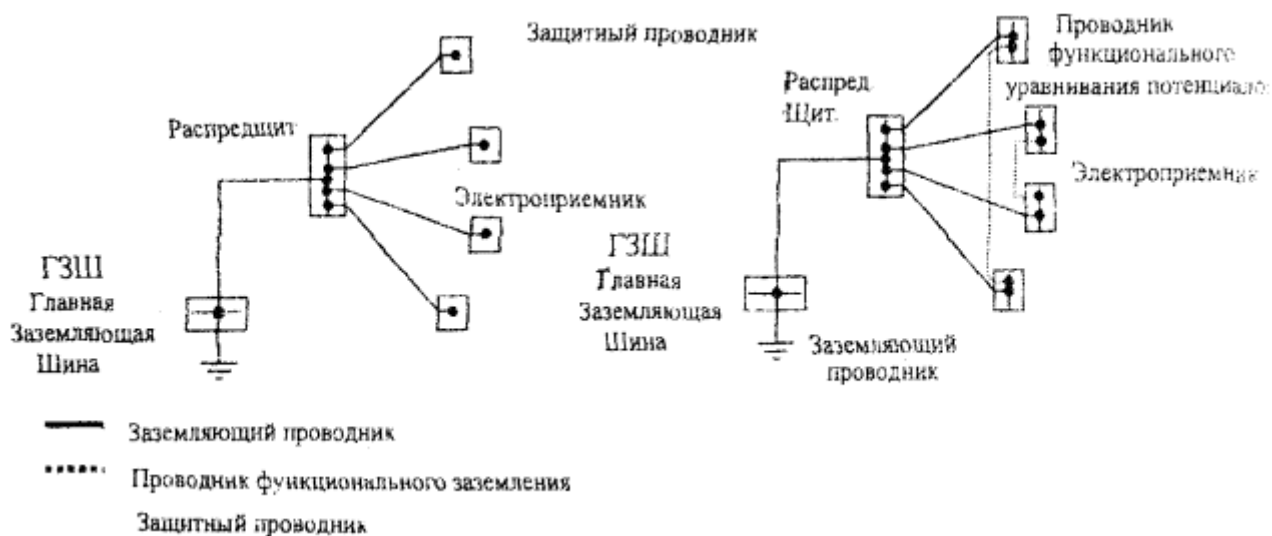 Защитный проводник
Распредщит
Электроприемник
ГЗШ
Главная
Заземляющая
Шина
Проводник
функционального
уравнивания потенциало
Распред.
Щит.
Электроприемник
ГЗШ
Главная
Заземляющая
Шина
Заземляющий
проводник
Заземляющий проводник
Проводник функционального заземления
Защитный проводник